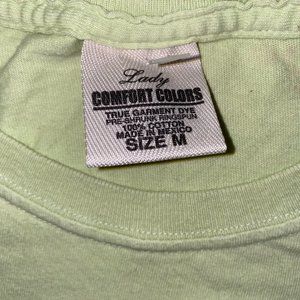 Lady
COMFORT COLORS
TRUE GARMENT DYE
PRE-SHRUNK RINGSPUN
100% COTTON
MADE IN MEXICO
SIZE M